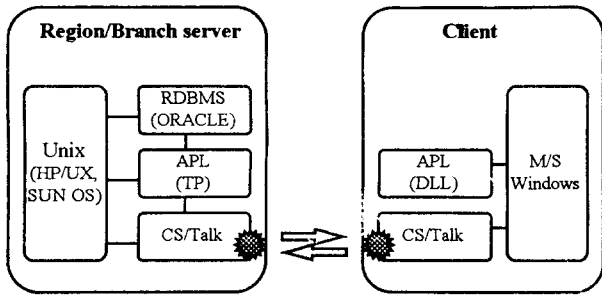 Region/Branch server
Client
RDBMS
(ORACLE)
Unix
(HP/UX,
SUN OS)
APL
(TP)
CS/Talk
APL
(DLL)
M/S
Windows
CS/Talk